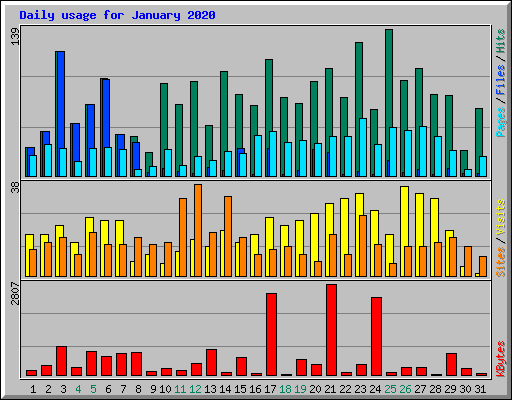 Daily usage for January 2020
139
Pages / Files / Hits
38
Sites / Visits
2807
KBytes
1 2 3 4 5 6 7 8 9 10 11 12 13 14 15 16 17 18 19 20 21 22 23 24 25 26 27 28 29 30 31